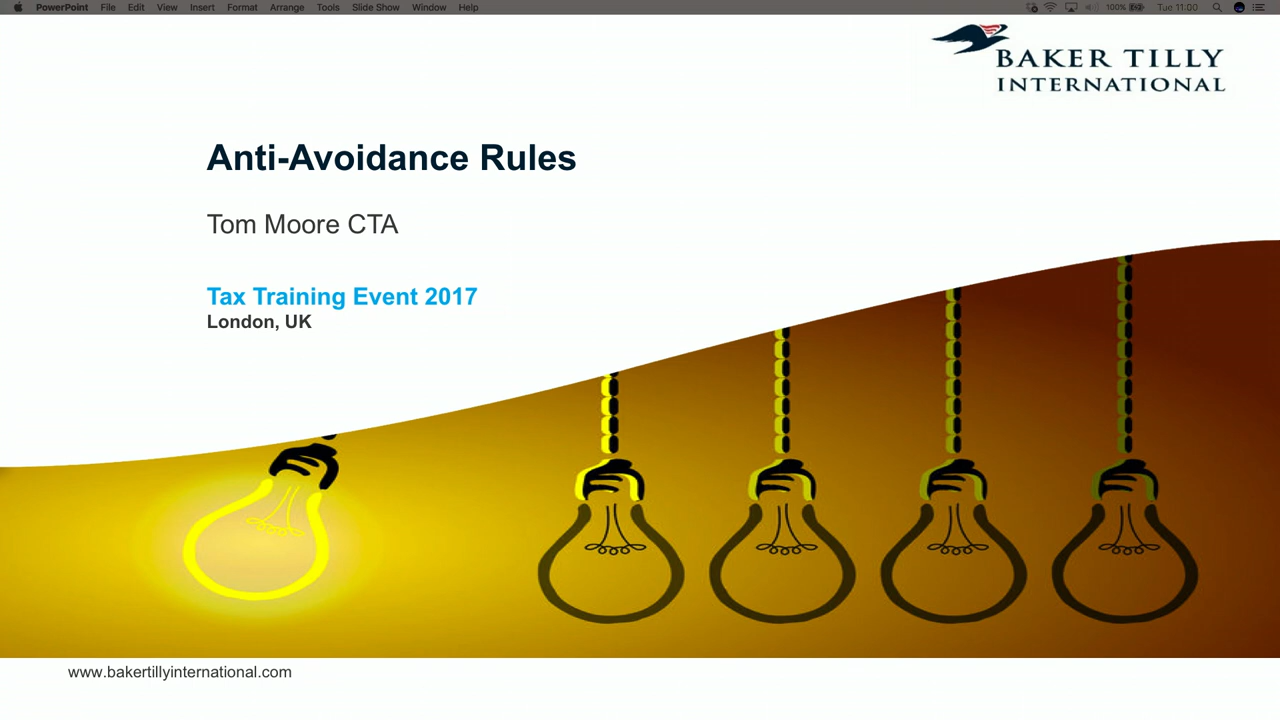 PowerPoint File Edit View Insert Format Arrange Tools Slide Show Window Help 100% Tue 11:00
BAKER TILLY
INTERNATIONAL
Anti-Avoidance Rules
Tom Moore CTA
Tax Training Event 2017
London, UK
www.bakertillyinternational.com